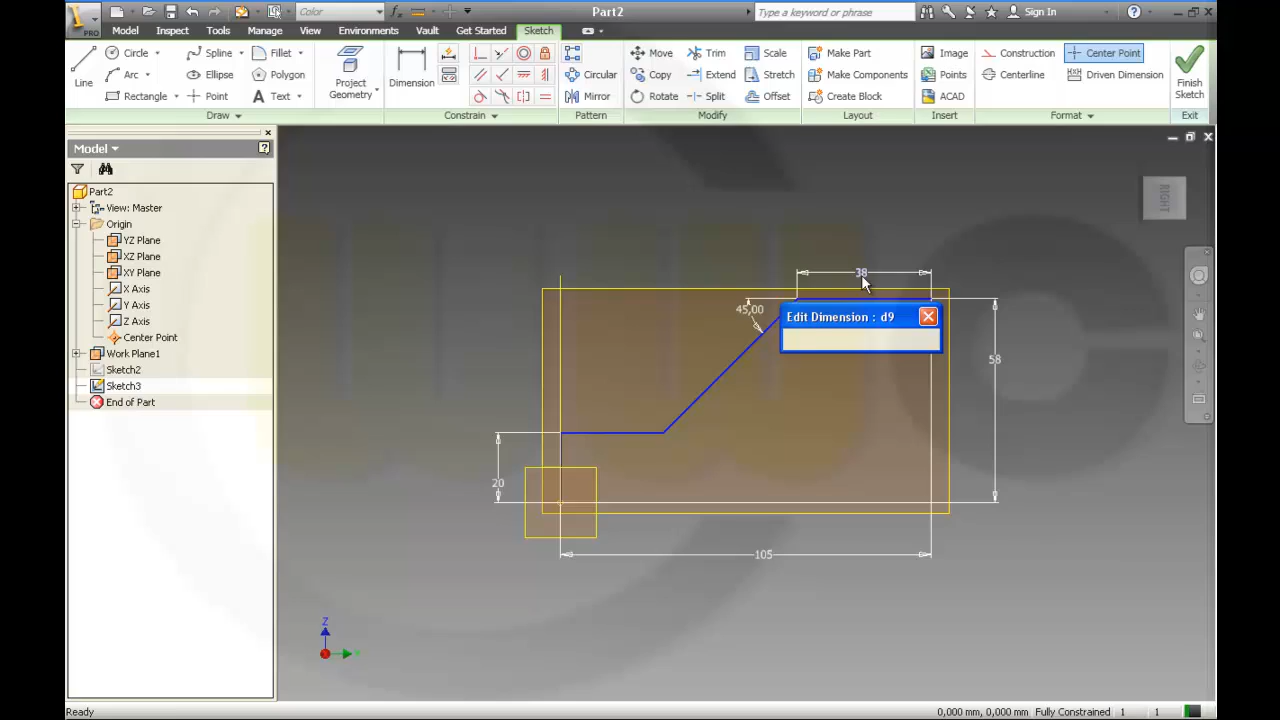 Color
Part2
Type a keyword or phrase
Sign In
PRO
Model
Inspect
Tools
Manage
View
Environments
Vault
Get Started
Sketch
Line
Circle
Arc
Rectangle
Spline
Ellipse
Point
Fillet
Polygon
Text
Project
Geometry
Dimension
Circular
Mirror
Move
Copy
Rotate
Trim
Extend
Split
Scale
Stretch
Offset
Make Part
Make Components
Create Block
Image
Points
ACAD
Construction
Centerline
Center Point
Driven Dimension
Finish
Sketch
Draw
Constrain
Pattern
Modify
Layout
Insert
Format
Exit
Model
Part2
View: Master
Origin
YZ Plane
XZ Plane
XY Plane
X Axis
Y Axis
Z Axis
Center Point
Work Plane1
Sketch2
Sketch3
End of Part
RIGHT
38
45,00
Edit Dimension : d9
58
20
105
Z
Ready
0,000 mm, 0,000 mm Fully Constrained 1 1